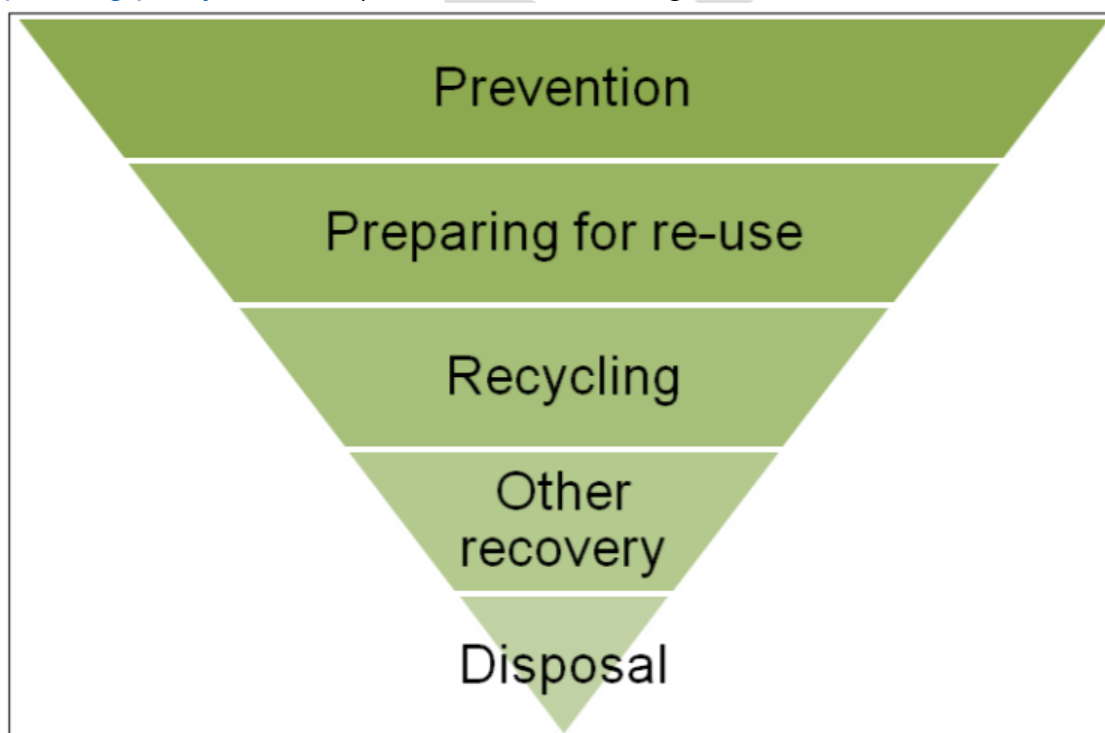 Prevention
Preparing for re-use
Recycling
Other
recovery
Disposal